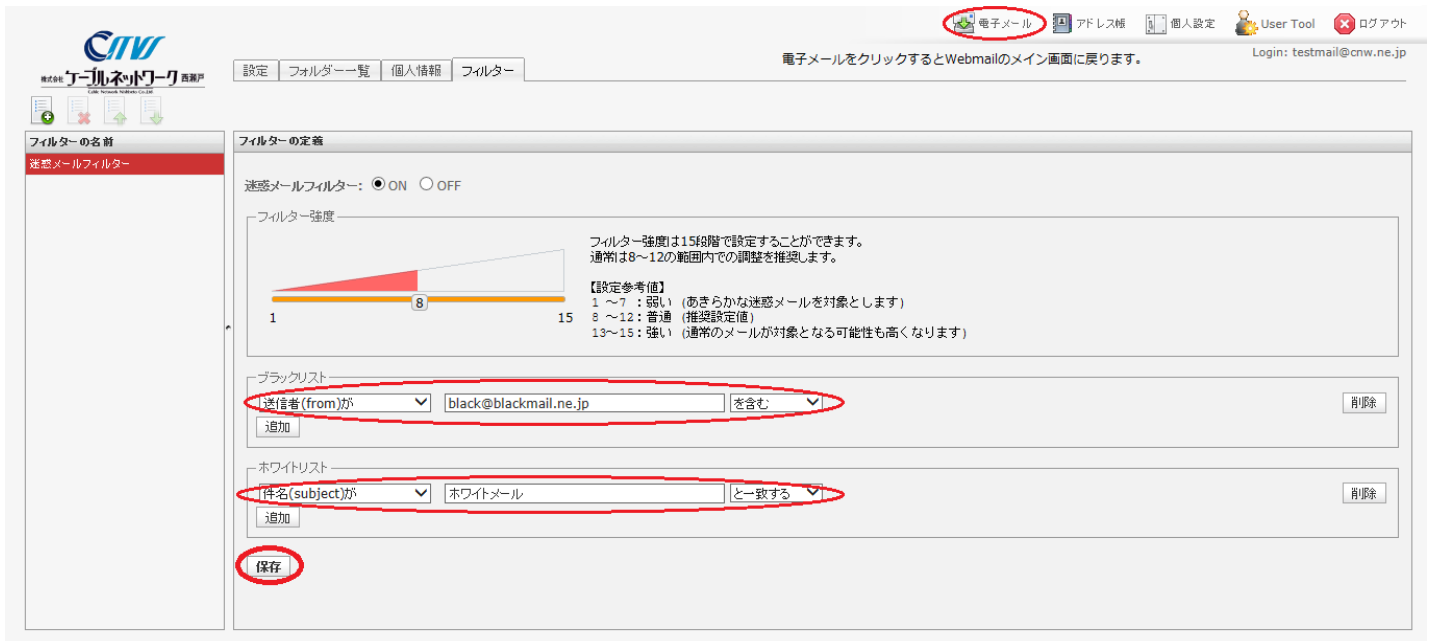 電子メール アドレス帳 個人設定 User Tool ログアウト
CNWS
株式会社 ケーブルネットワーク 西瀬戸
設定 フォルダー一覧 個人情報 フィルター
電子メールをクリックするとWebmailのメイン画面に戻ります。
Login: testmail@cnw.ne.jp
フィルターの名前
迷惑メールフィルター
フィルターの定義
迷惑メールフィルター: ON OFF
フィルター強度
8
1 15
フィルター強度は15段階で設定することができます。
通常は8～12の範囲内での調整を推奨します。
【設定参考値】
1 ～7 : 弱い (あきらかな迷惑メールを対象とします)
8 ～12: 普通 (推奨設定値)
13～15: 強い (通常のメールが対象となる可能性も高くなります)
ブラックリスト
送信者(from)が black@blackmail.ne.jp を含む 削除
追加
ホワイトリスト
件名(subject)が ホワイトメール と一致する 削除
追加
保存